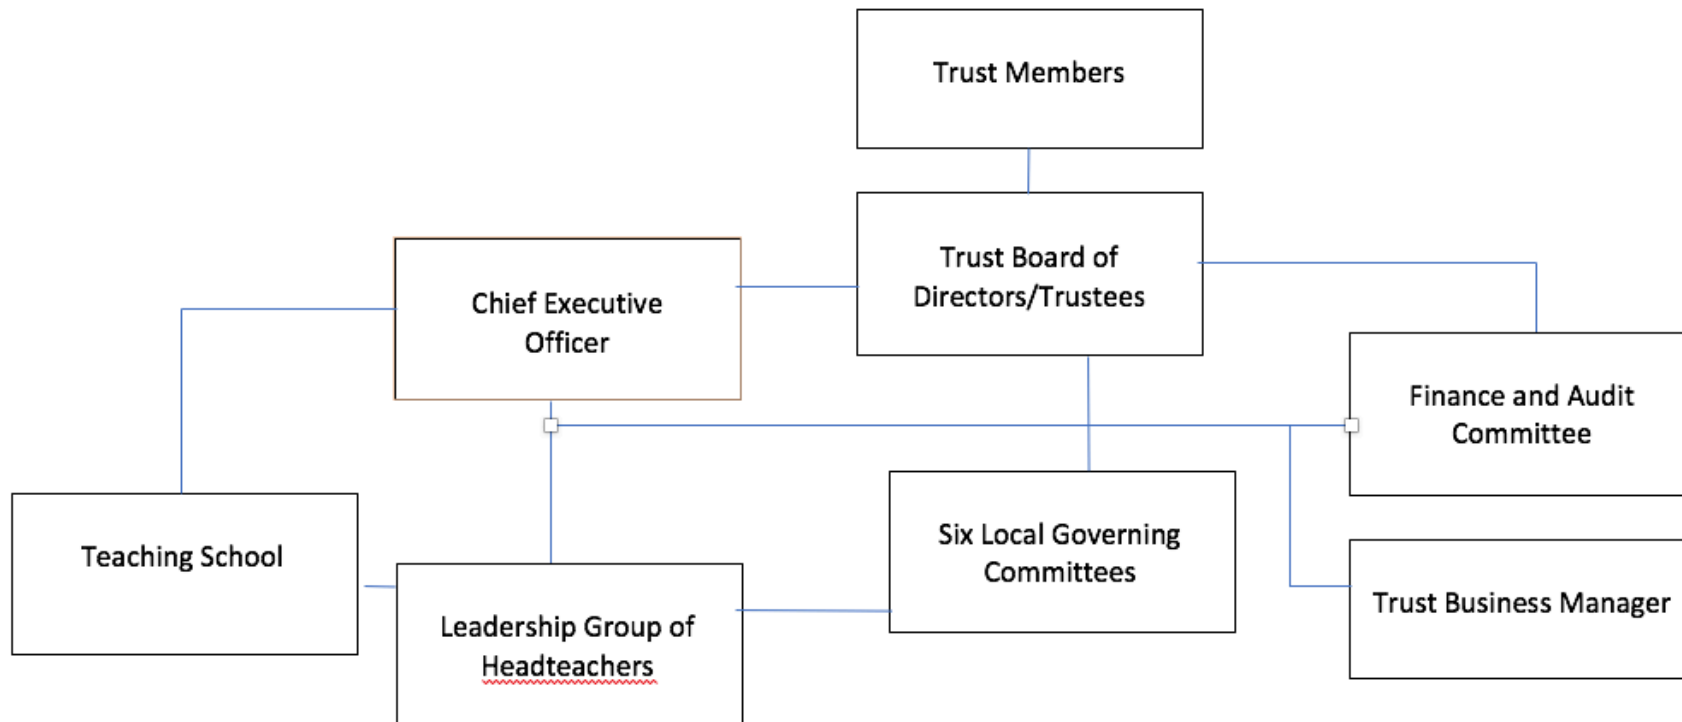 Trust Members
Trust Board of
Directors/Trustees
Chief Executive
Officer
Finance and Audit
Committee
Teaching School
Six Local Governing
Committees
Trust Business Manager
Leadership Group of
Headteachers